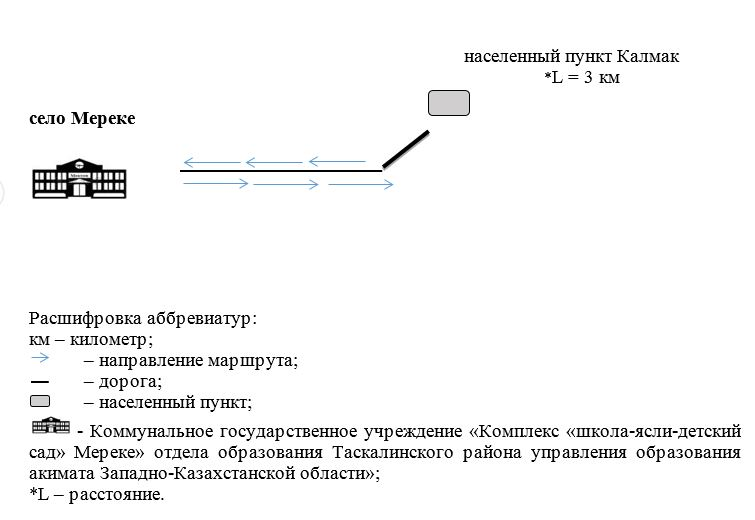 населенный пункт Калмак
*L = 3 км
село Мереке
Расшифровка аббревиатур:
км – километр;
– направление маршрута;
– дорога;
– населенный пункт;
- Коммунальное государственное учреждение «Комплекс «школа-ясли-детский
сад» Мереке» отдела образования Таскалинского района управления образования
акимата Западно-Казахстанской области»;
*L – расстояние.